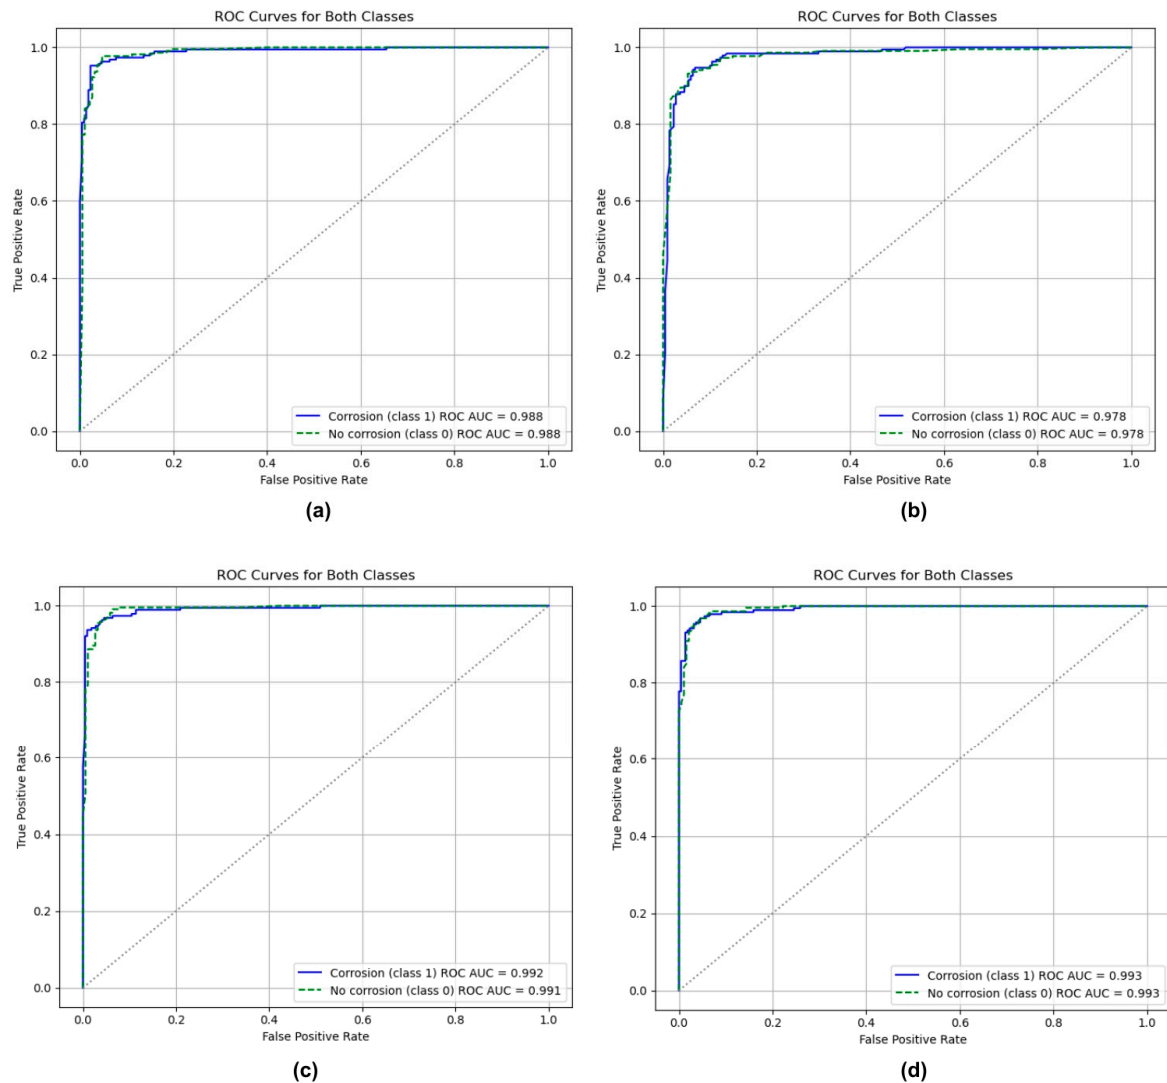 ROC Curves for Both Classes
1.0
0.8
0.6
0.4
0.2
0.0
True Positive Rate
Corrosion (class 1) ROC AUC = 0.988
No corrosion (class 0) ROC AUC = 0.988
0.0 0.2 0.4 0.6 0.8 1.0
False Positive Rate
(a)
ROC Curves for Both Classes
1.0
0.8
0.6
0.4
0.2
0.0
True Positive Rate
Corrosion (class 1) ROC AUC = 0.978
No corrosion (class 0) ROC AUC = 0.978
0.0 0.2 0.4 0.6 0.8 1.0
False Positive Rate
(b)
ROC Curves for Both Classes
1.0
0.8
0.6
0.4
0.2
0.0
True Positive Rate
Corrosion (class 1) ROC AUC = 0.992
No corrosion (class 0) ROC AUC = 0.991
0.0 0.2 0.4 0.6 0.8 1.0
False Positive Rate
(c)
ROC Curves for Both Classes
1.0
0.8
0.6
0.4
0.2
0.0
True Positive Rate
Corrosion (class 1) ROC AUC = 0.993
No corrosion (class 0) ROC AUC = 0.993
0.0 0.2 0.4 0.6 0.8 1.0
False Positive Rate
(d)